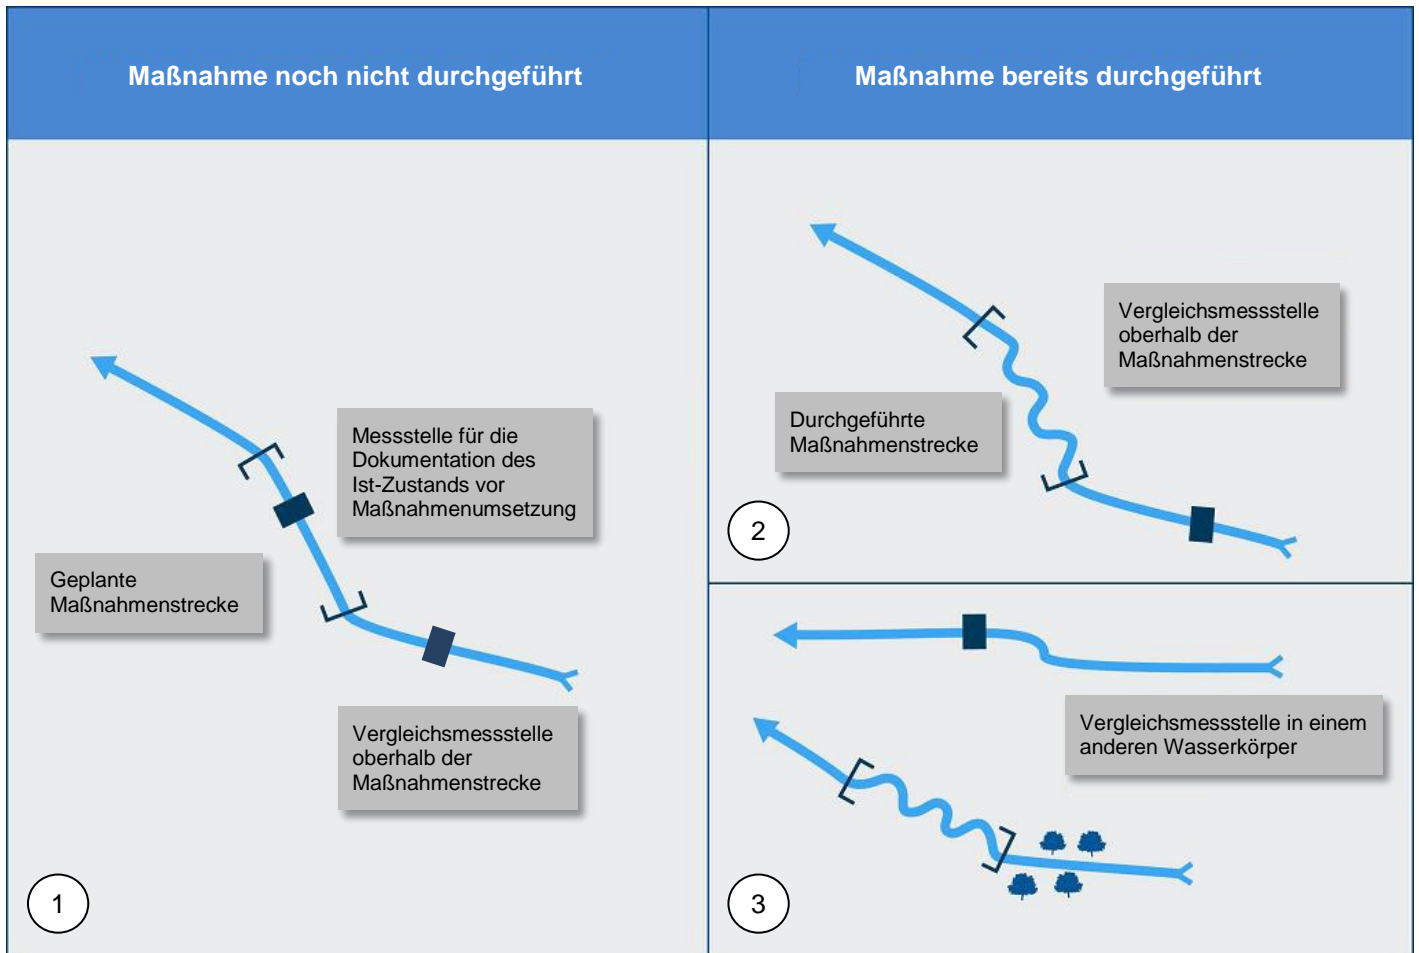 Maßnahme noch nicht durchgeführt
Messstelle für die
Dokumentation des
Ist-Zustands vor
Maßnahmenumsetzung
Geplante
Maßnahmenstrecke
Vergleichsmessstelle
oberhalb der
Maßnahmenstrecke
1
Maßnahme bereits durchgeführt
Vergleichsmessstelle
oberhalb der
Maßnahmenstrecke
Durchgeführte
Maßnahmenstrecke
2
Vergleichsmessstelle in einem
anderen Wasserkörper
3